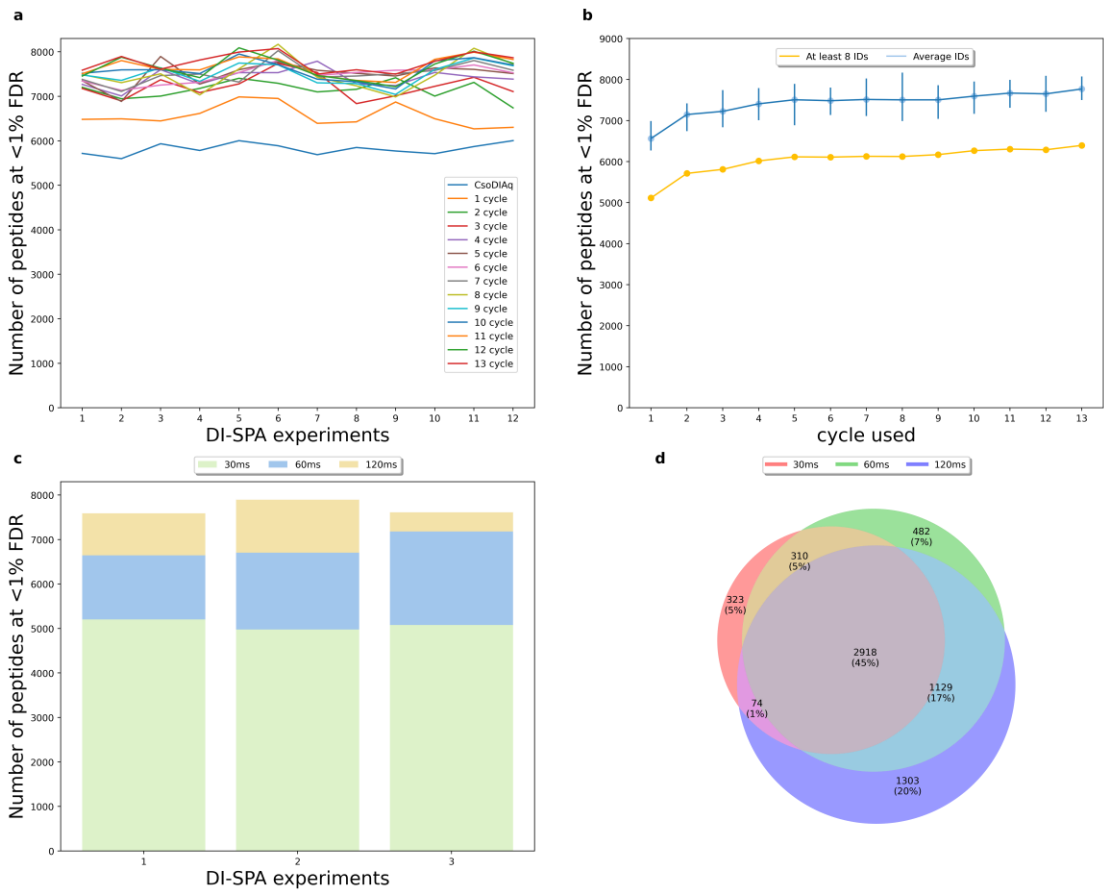 a
Number of peptides at <1% FDR
8000
7000
6000
5000
4000
3000
2000
1000
0
1 2 3 4 5 6 7 8 9 10 11 12
DI-SPA experiments
CsoDIAq
1 cycle
2 cycle
3 cycle
4 cycle
5 cycle
6 cycle
7 cycle
8 cycle
9 cycle
10 cycle
11 cycle
12 cycle
13 cycle
b
At least 8 IDs Average IDs
Number of peptides at <1% FDR
9000
8000
7000
6000
5000
4000
3000
2000
1000
0
1 2 3 4 5 6 7 8 9 10 11 12 13
cycle used
c
30ms 60ms 120ms
Number of peptides at <1% FDR
8000
7000
6000
5000
4000
3000
2000
1000
0
1 2 3
DI-SPA experiments
d
30ms 60ms 120ms
482
(7%)
310
(5%)
323
(5%)
2918
(45%)
1129
(17%)
74
(1%)
1303
(20%)